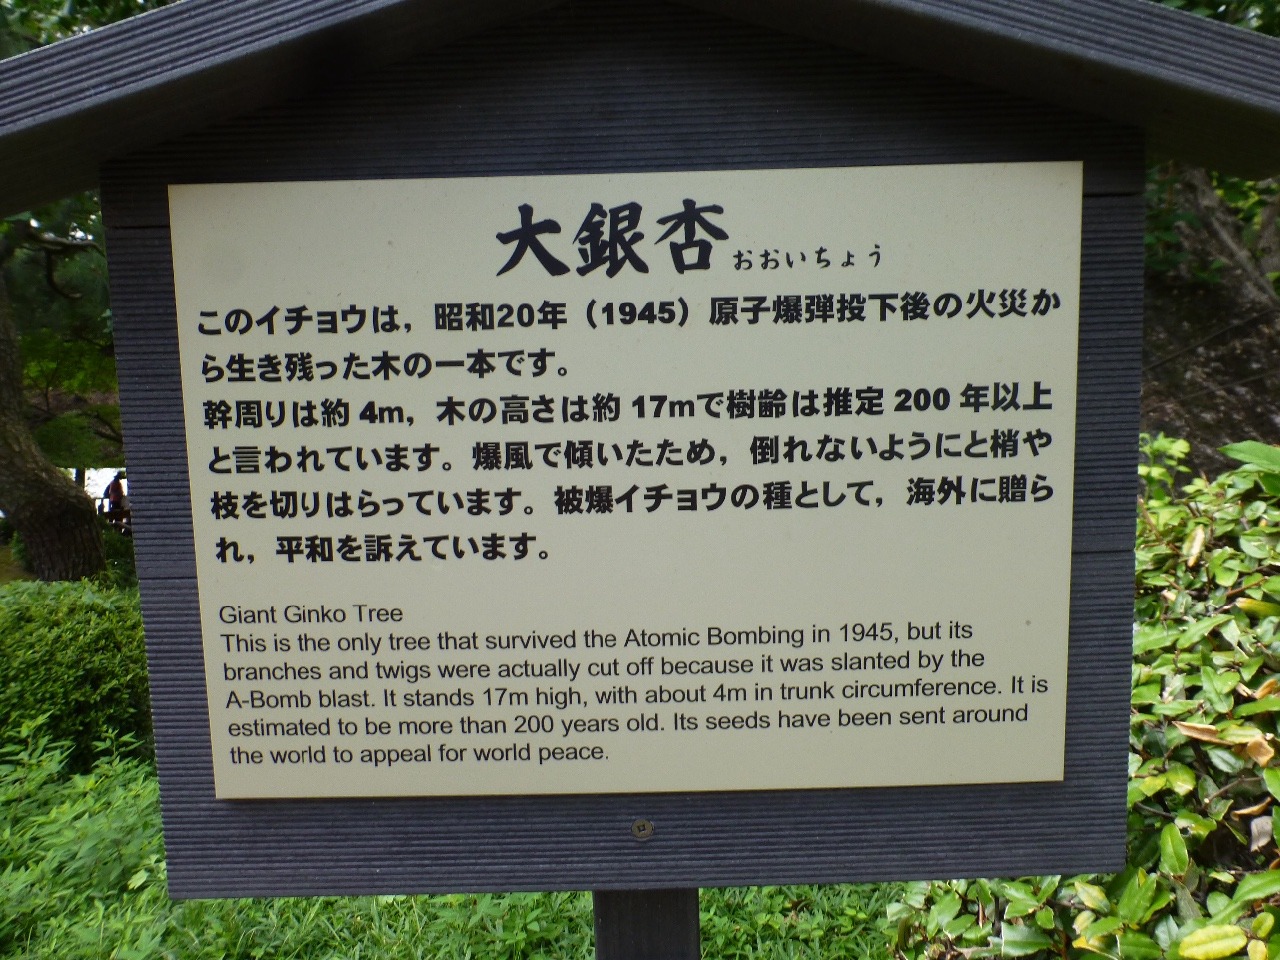 大銀杏 おおいちょう
このイチョウは，昭和20年（1945）原子爆弾投下後の火災か
ら生き残った木の一本です。
幹周りは約 4m，木の高さは約 17mで樹齢は推定 200 年以上
と言われています。爆風で傾いたため，倒れないようにと梢や
枝を切りはらっています。被爆イチョウの種として，海外に贈ら
れ，平和を訴えています。
Giant Ginko Tree
This is the only tree that survived the Atomic Bombing in 1945, but its
branches and twigs were actually cut off because it was slanted by the
A-Bomb blast. It stands 17m high, with about 4m in trunk circumference. It is
estimated to be more than 200 years old. Its seeds have been sent around
the world to appeal for world peace.